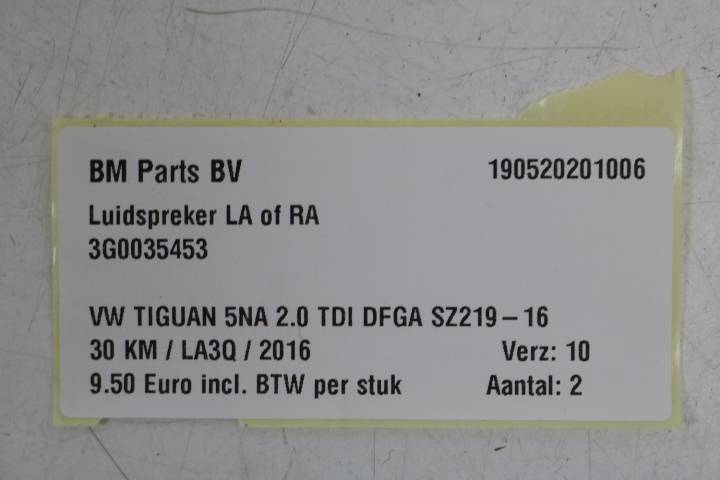 BM Parts BV 190520201006
Luidspreker LA of RA
3G0035453
VW TIGUAN 5NA 2.0 TDI DFGA SZ219-16
30 KM / LA3Q / 2016 Verz: 10
9.50 Euro incl. BTW per stuk Aantal: 2